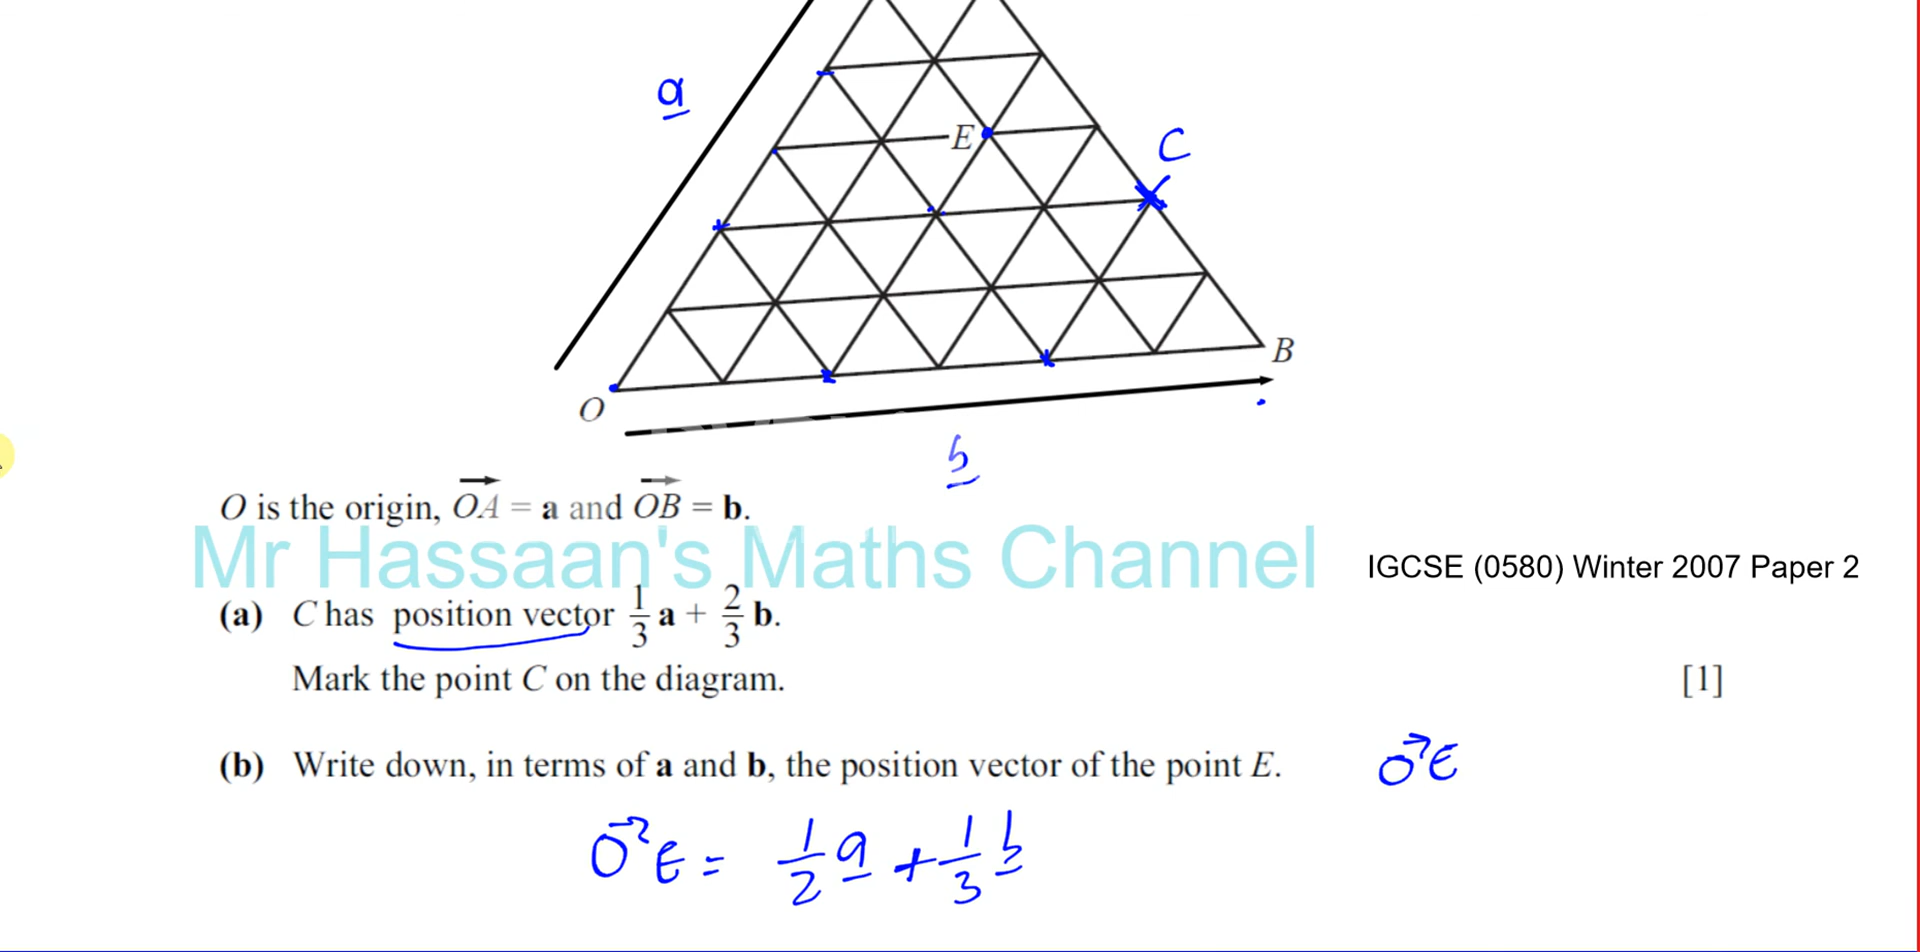 a
E
C
O
B
b
O is the origin, OA = a and OB = b.
Mr Hassaan's Maths Channel
IGCSE (0580) Winter 2007 Paper 2
(a) C has position vector 1/3 a + 2/3 b.
Mark the point C on the diagram. [1]
(b) Write down, in terms of a and b, the position vector of the point E. OE
OE = 1/2 a + 1/3 b